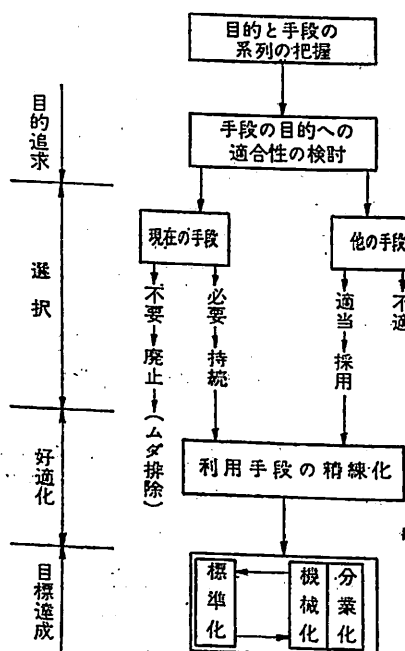 目的と手段の
系列の把握
目的追求
手段の目的への
適合性の検討
選択
現在の手段
他の手段
不要
廃止
(ムダ排除)
必要
持続
適当
採用
不適
好適化
利用手段の精練化
目標達成
標準化
機械化
分業化